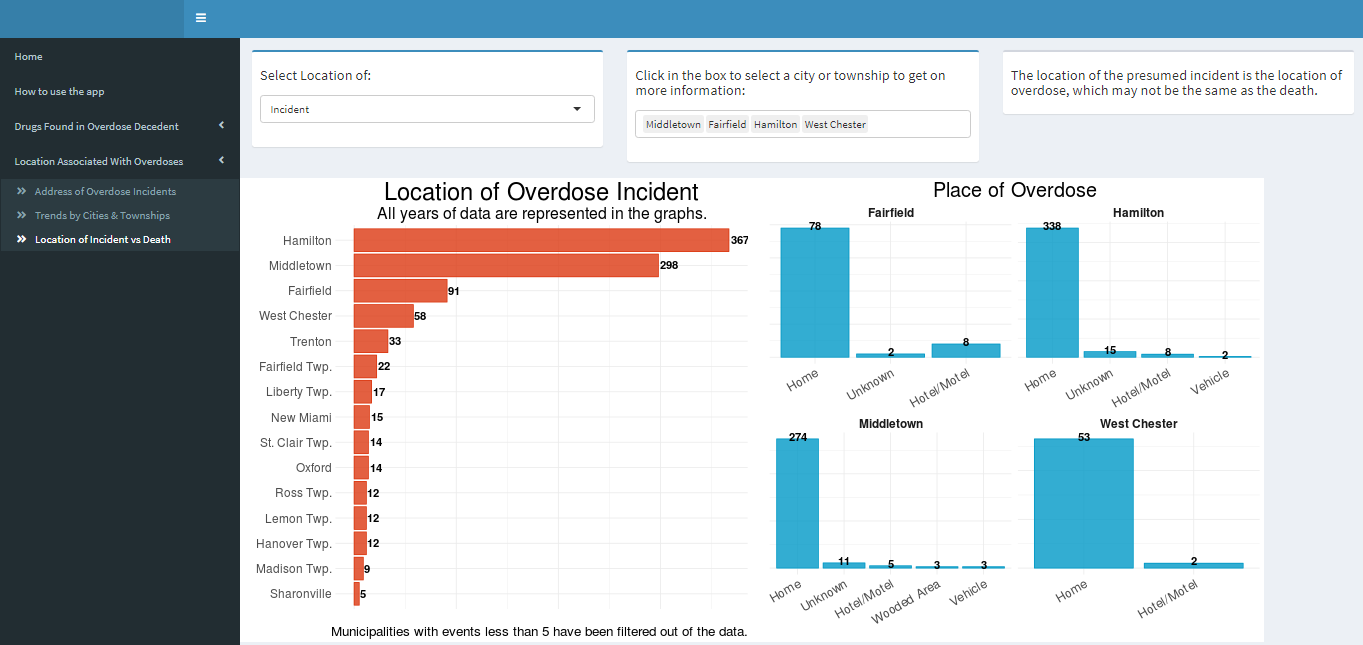 Home
How to use the app
Drugs Found in Overdose Decedent
Location Associated With Overdoses
Address of Overdose Incidents
Trends by Cities & Townships
Location of Incident vs Death
Select Location of:
Incident
Click in the box to select a city or township to get on
more information:
Middletown Fairfield Hamilton West Chester
The location of the presumed incident is the location of
overdose, which may not be the same as the death.
Location of Overdose Incident
All years of data are represented in the graphs.
Hamilton 367
Middletown 298
Fairfield 91
West Chester 58
Trenton 33
Fairfield Twp. 22
Liberty Twp. 17
New Miami 15
St. Clair Twp. 14
Oxford 14
Ross Twp. 12
Lemon Twp. 12
Hanover Twp. 12
Madison Twp. 9
Sharonville 5
Municipalities with events less than 5 have been filtered out of the data.
Place of Overdose
Fairfield
78 2 8
Home Unknown Hotel/Motel
Hamilton
338 15 8 2
Home Unknown Hotel/Motel Vehicle
Middletown
274 11 5 3 3
Home Unknown Hotel/Motel Wooded Area Vehicle
West Chester
53 2
Home Hotel/Motel